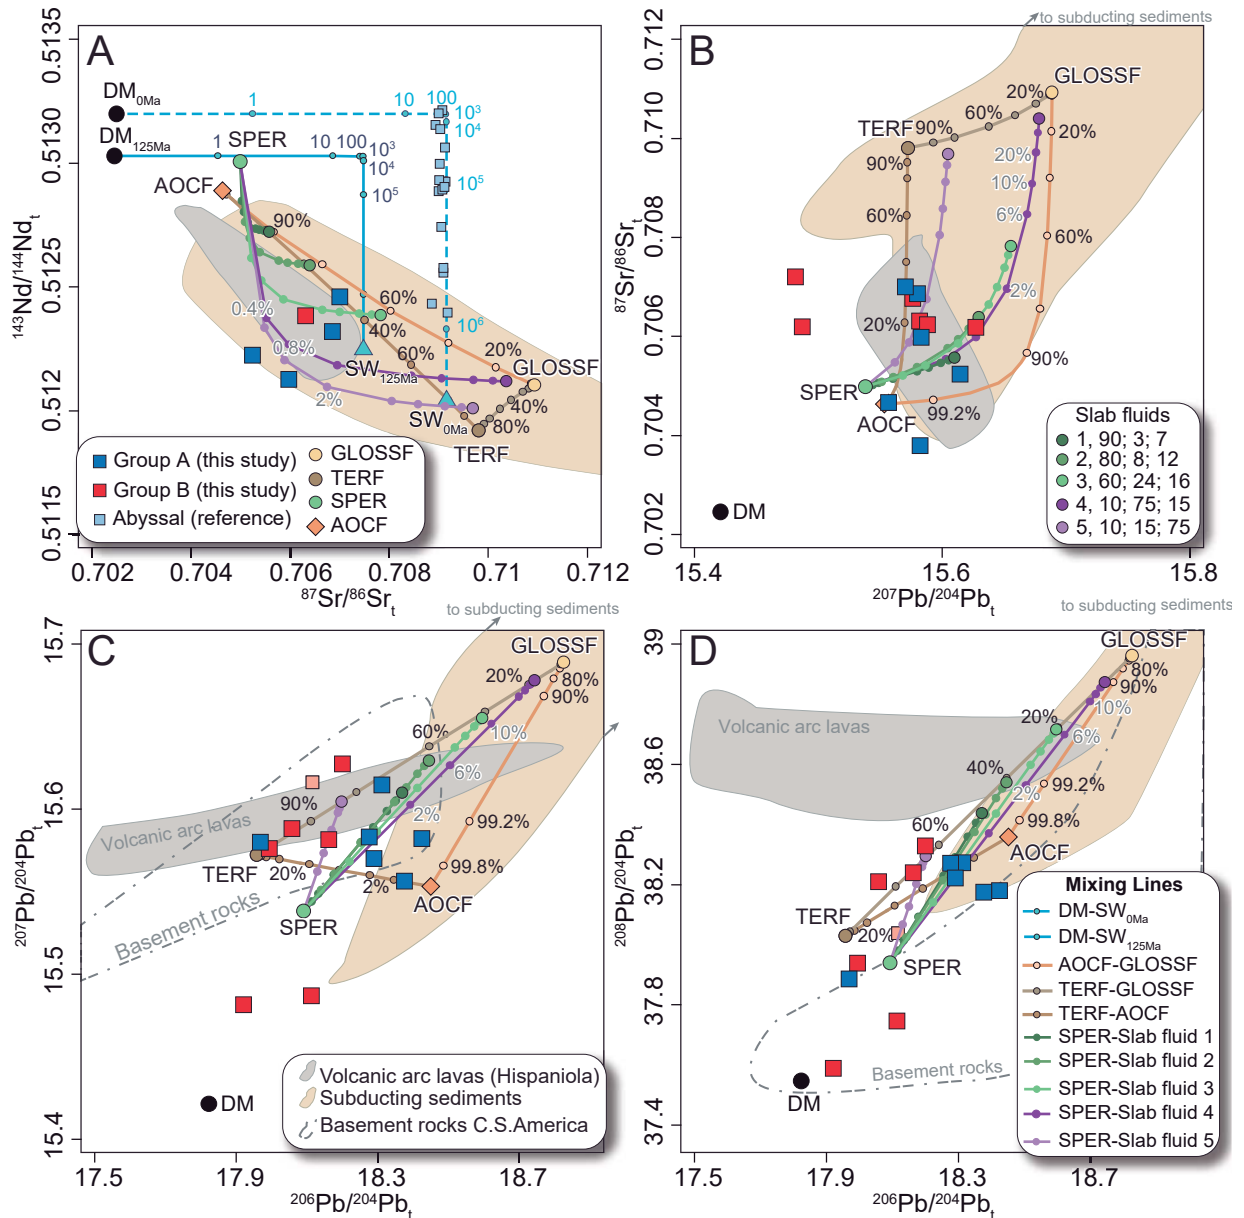 A
0.5135
0.5130
0.5125
0.512
0.5115
143Nd/144Ndt
0.702
0.704
0.706
0.708
0.71
0.712
87Sr/86Srt
DM0Ma
1
10
100
10³
10⁴
10⁵
10⁶
DM125Ma
SPER
1
10
100
10³
10⁴
10⁵
AOCF
90%
60%
40%
60%
20%
GLOSSF
40%
80%
TERF
0.4%
0.8%
2%
SW125Ma
SW0Ma
Group A (this study)
Group B (this study)
Abyssal (reference)
GLOSSF
TERF
SPER
AOCF
B
to subducting sediments
0.712
0.710
0.708
0.706
0.704
0.702
87Sr/86Srt
15.4
15.6
15.8
207Pb/204Pbt
GLOSSF
20%
60%
90%
TERF
90%
60%
20%
20%
10%
6%
2%
20%
60%
90%
99.2%
SPER
AOCF
DM
Slab fluids
1, 90; 3; 7
2, 80; 8; 12
3, 60; 24; 16
4, 10; 75; 15
5, 10; 15; 75
C
to subducting sediments
15.7
15.6
15.5
15.4
207Pb/204Pbt
17.5
17.9
18.3
18.7
206Pb/204Pbt
GLOSSF
20%
80%
90%
60%
10%
6%
2%
90%
99.2%
99.8%
Volcanic arc lavas
TERF
20%
2%
AOCF
SPER
Basement rocks
DM
Volcanic arc lavas (Hispaniola)
Subducting sediments
Basement rocks C.S.America
D
to subducting sediments
39
38.6
38.2
37.8
37.4
208Pb/204Pbt
17.5
17.9
18.3
18.7
206Pb/204Pbt
GLOSSF
80%
90%
10%
20%
6%
40%
2%
99.2%
60%
99.8%
Volcanic arc lavas
AOCF
TERF
20%
SPER
Basement rocks
DM
Mixing Lines
DM-SW0Ma
DM-SW125Ma
AOCF-GLOSSF
TERF-GLOSSF
TERF-AOCF
SPER-Slab fluid 1
SPER-Slab fluid 2
SPER-Slab fluid 3
SPER-Slab fluid 4
SPER-Slab fluid 5